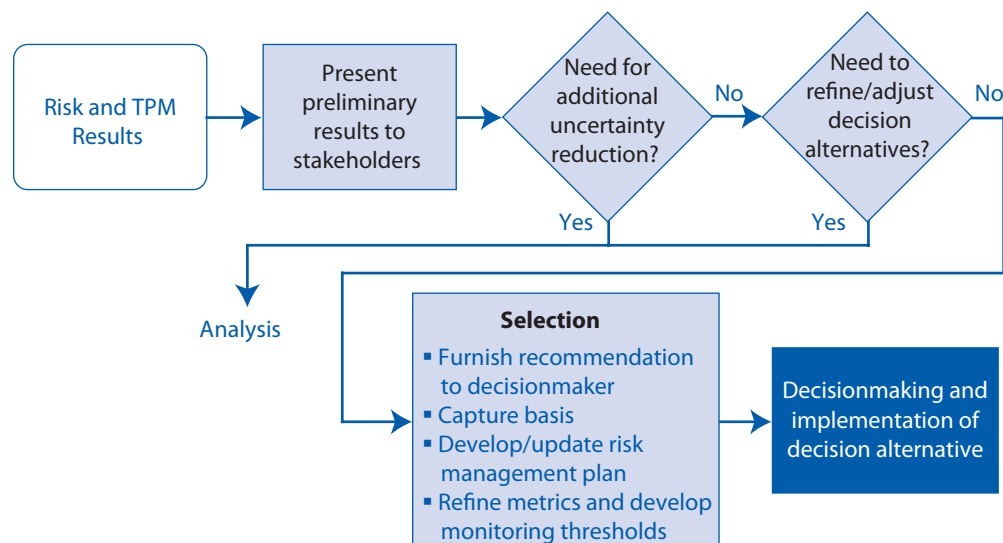 Risk and TPM
Results
Present
preliminary
results to
stakeholders
Need for
additional
uncertainty
reduction?
No
Need to
refine/adjust
decision
alternatives?
No
Yes
Yes
Analysis
Selection
▪ Furnish recommendation
to decisionmaker
▪ Capture basis
▪ Develop/update risk
management plan
▪ Refine metrics and develop
monitoring thresholds
Decisionmaking and
implementation of
decision alternative